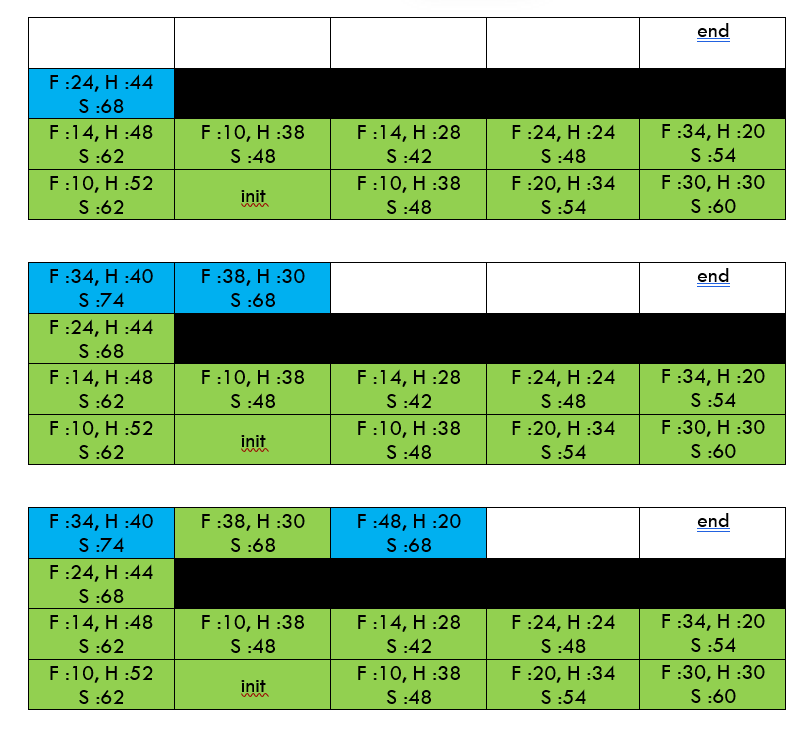 end
F :24, H :44
S :68
F :14, H :48 F :10, H :38 F :14, H :28 F :24, H :24 F :34, H :20
S :62 S :48 S :42 S :48 S :54
F :10, H :52 init F :10, H :38 F :20, H :34 F :30, H :30
S :62 S :48 S :54 S :60
F :34, H :40 F :38, H :30 end
S :74 S :68
F :24, H :44
S :68
F :14, H :48 F :10, H :38 F :14, H :28 F :24, H :24 F :34, H :20
S :62 S :48 S :42 S :48 S :54
F :10, H :52 init F :10, H :38 F :20, H :34 F :30, H :30
S :62 S :48 S :54 S :60
F :34, H :40 F :38, H :30 F :48, H :20 end
S :74 S :68 S :68
F :24, H :44
S :68
F :14, H :48 F :10, H :38 F :14, H :28 F :24, H :24 F :34, H :20
S :62 S :48 S :42 S :48 S :54
F :10, H :52 init F :10, H :38 F :20, H :34 F :30, H :30
S :62 S :48 S :54 S :60